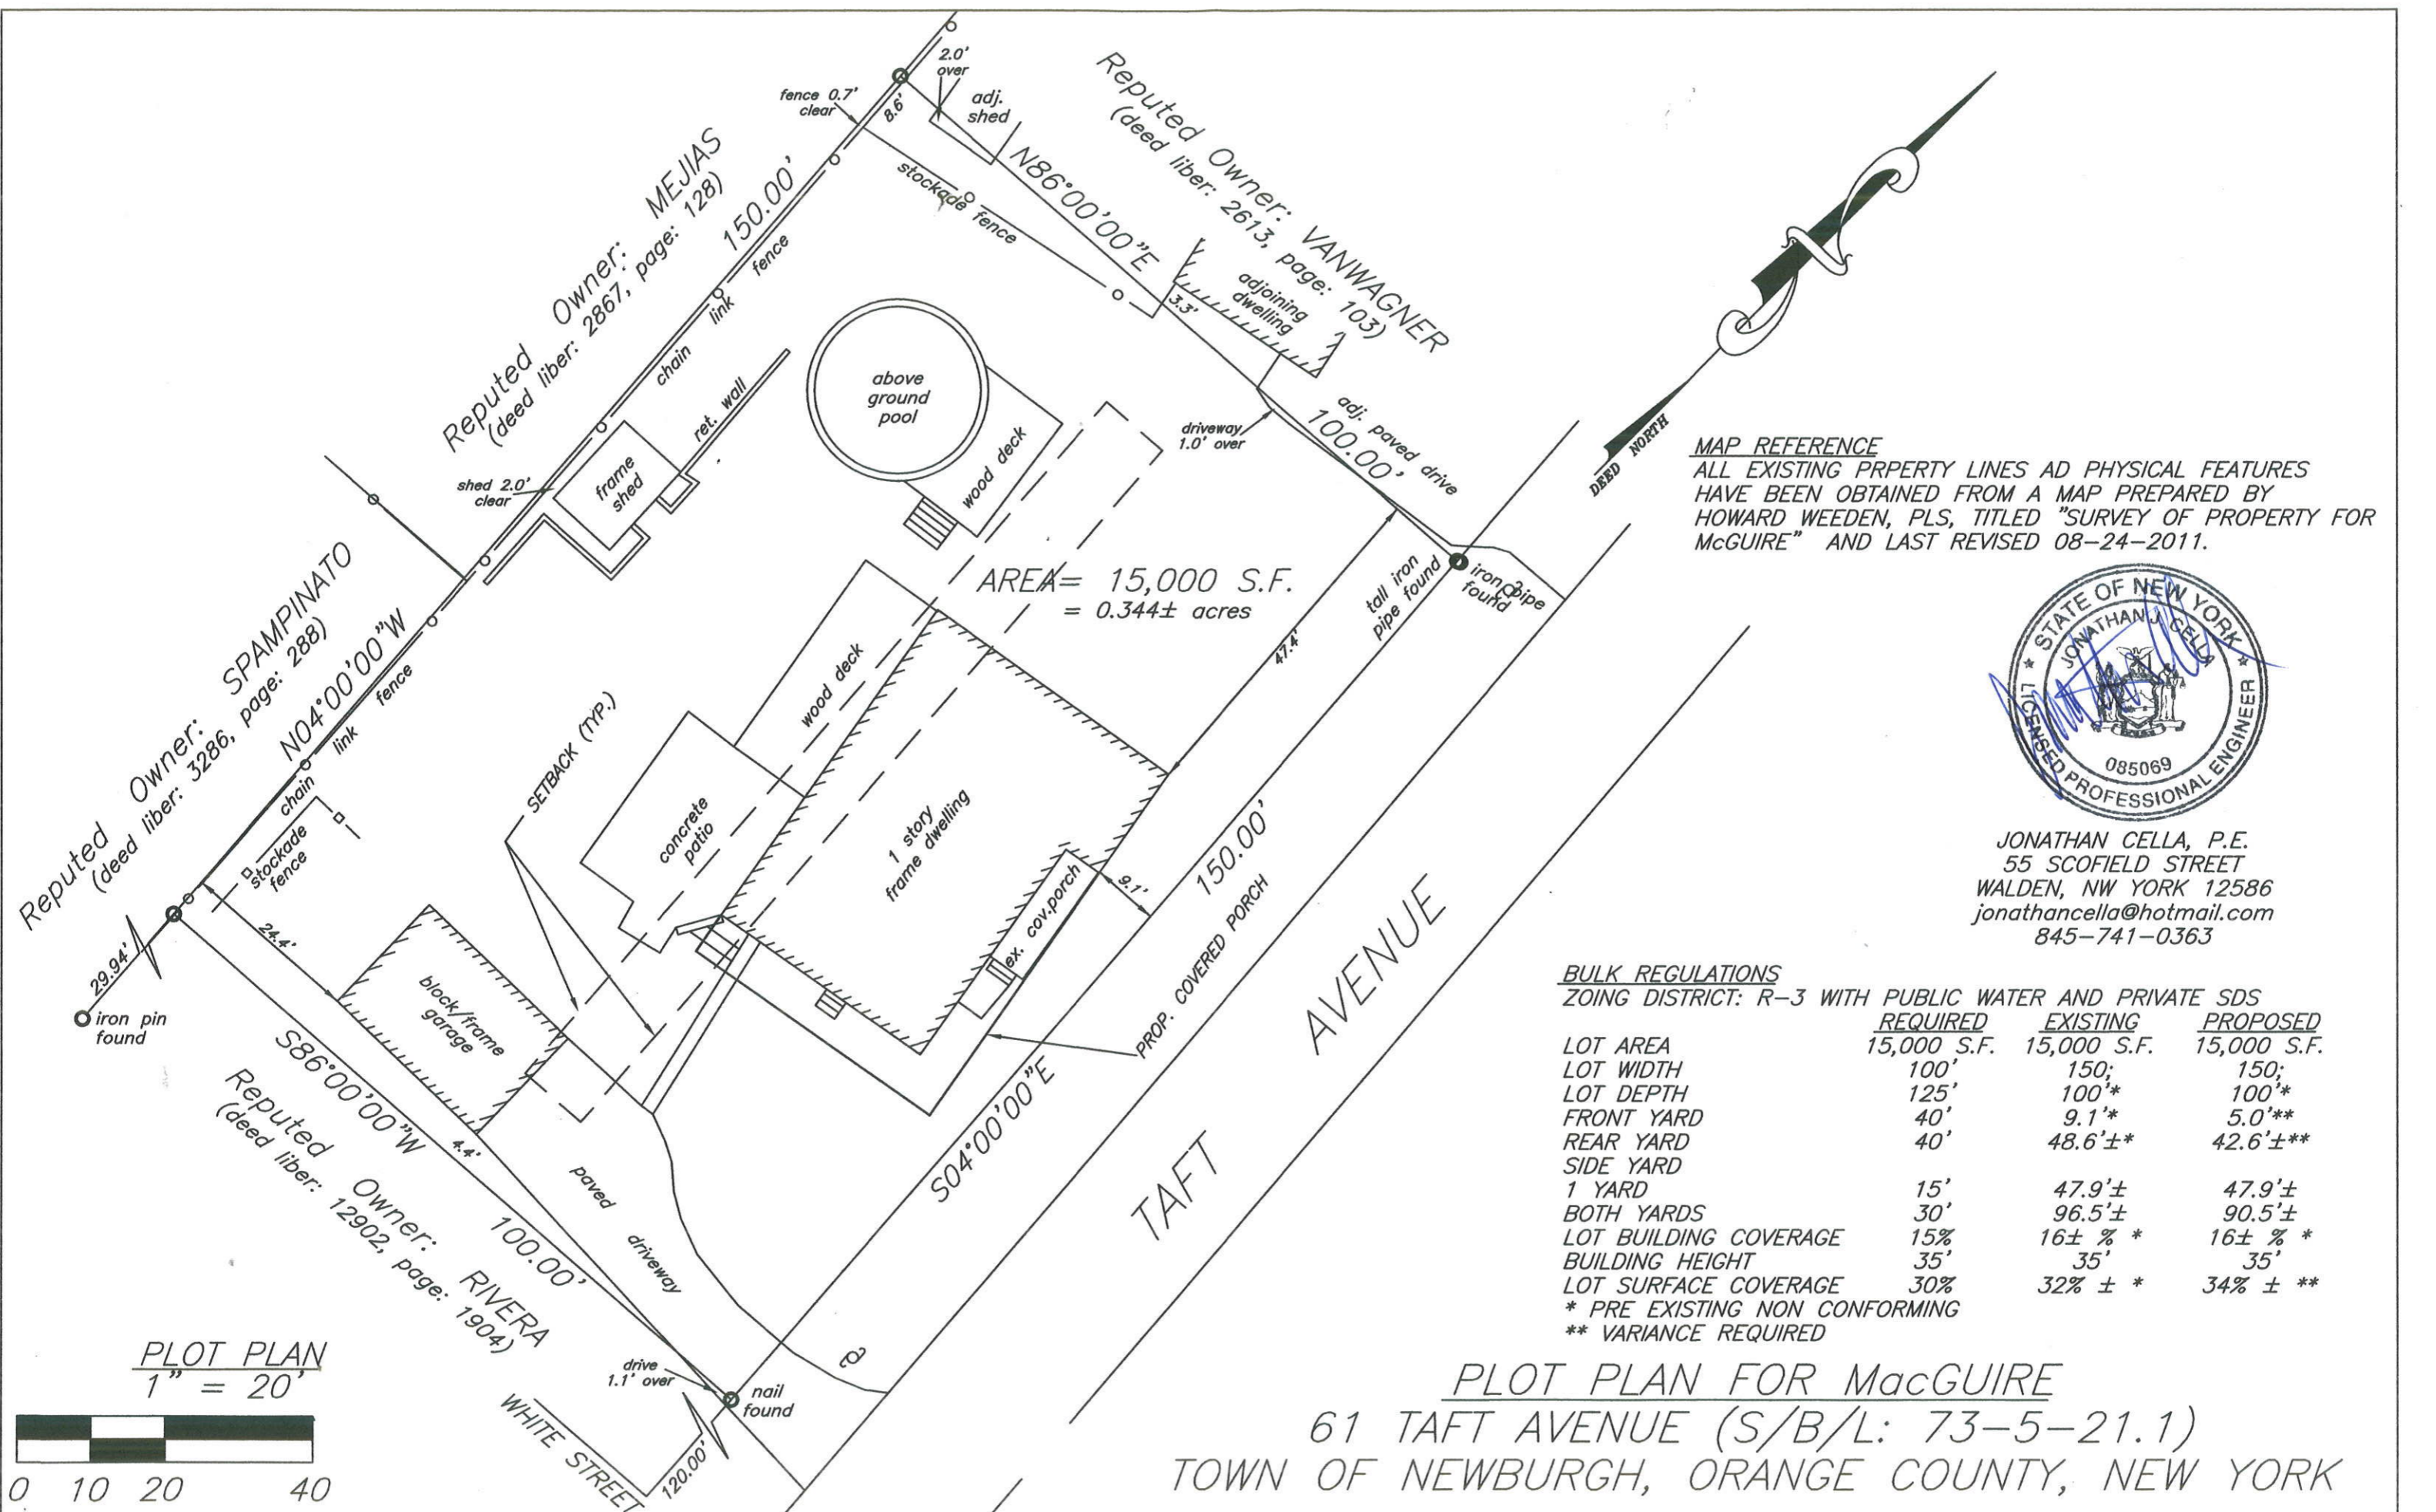 2.0'
over
fence 0.7'
clear
8.6'
adj.
shed
Reputed Owner: VANWAGNER
(deed liber: 2613, page: 103)
N86°00'00"E
stockade fence
Reputed Owner: MEJIAS
(deed liber: 2867, page: 128)
150.00'
chain link fence
3.3'
adjoining
dwelling
above
ground
pool
wood deck
ret. wall
frame
shed
shed 2.0'
clear
driveway
1.0' over
adj. paved drive
100.00'
DEED NORTH
MAP REFERENCE
ALL EXISTING PRPERTY LINES AD PHYSICAL FEATURES
HAVE BEEN OBTAINED FROM A MAP PREPARED BY
HOWARD WEEDEN, PLS, TITLED "SURVEY OF PROPERTY FOR
McGUIRE" AND LAST REVISED 08-24-2011.
AREA= 15,000 S.F.
= 0.344± acres
tall iron
pipe found
iron pipe
found
47.4'
Reputed Owner: SPAMPINATO
(deed liber: 3286, page: 288)
N04°00'00"W
chain link fence
stockade
fence
SETBACK (TYP.)
wood deck
concrete
patio
1 story
frame dwelling
ex. cov.porch
9.1'
150.00'
PROP. COVERED PORCH
S04°00'00"E
TAFT AVENUE
STATE OF NEW YORK
JONATHAN J. CELLA
085069
LICENSED PROFESSIONAL ENGINEER
JONATHAN CELLA, P.E.
55 SCOFIELD STREET
WALDEN, NW YORK 12586
jonathancella@hotmail.com
845-741-0363
29.94'
iron pin
found
24.4'
block/frame
garage
S86°00'00"W
100.00'
4.4'
paved driveway
Reputed Owner: RIVERA
(deed liber: 12902, page: 1904)
drive
1.1' over
nail
found
WHITE STREET
120.00'
BULK REGULATIONS
ZOING DISTRICT: R-3 WITH PUBLIC WATER AND PRIVATE SDS
REQUIRED EXISTING PROPOSED
LOT AREA 15,000 S.F. 15,000 S.F. 15,000 S.F.
LOT WIDTH 100' 150; 150;
LOT DEPTH 125' 100'* 100'*
FRONT YARD 40' 9.1'* 5.0'**
REAR YARD 40' 48.6'±* 42.6'±**
SIDE YARD
1 YARD 15' 47.9'± 47.9'±
BOTH YARDS 30' 96.5'± 90.5'±
LOT BUILDING COVERAGE 15% 16± % * 16± % *
BUILDING HEIGHT 35' 35' 35'
LOT SURFACE COVERAGE 30% 32% ± * 34% ± **
* PRE EXISTING NON CONFORMING
** VARIANCE REQUIRED
PLOT PLAN
1" = 20'
0 10 20 40
PLOT PLAN FOR MacGUIRE
61 TAFT AVENUE (S/B/L: 73-5-21.1)
TOWN OF NEWBURGH, ORANGE COUNTY, NEW YORK